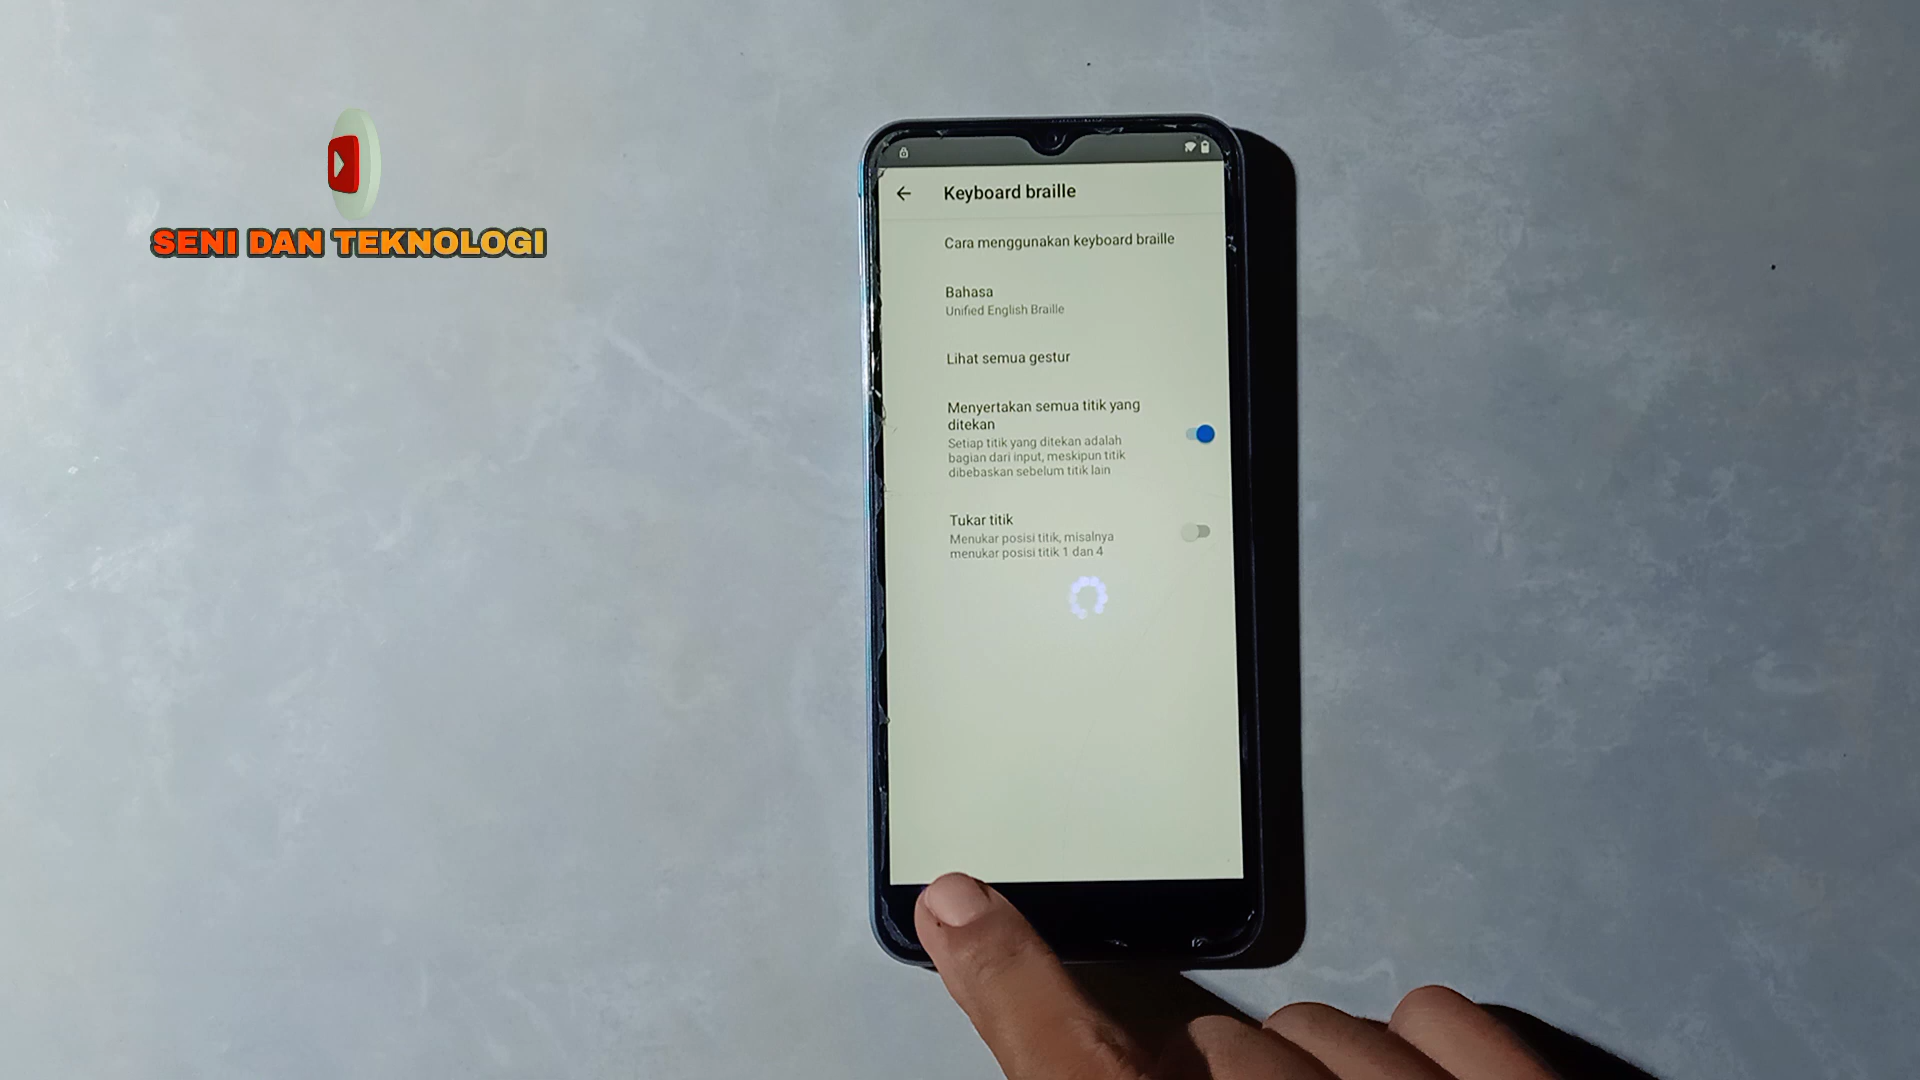 SENI DAN TEKNOLOGI
Keyboard braille
Cara menggunakan keyboard braille
Bahasa
Unified English Braille
Lihat semua gestur
Menyertakan semua titik yang
ditekan
Setiap titik yang ditekan adalah
bagian dari input, meskipun titik
dibebaskan sebelum titik lain
Tukar titik
Menukar posisi titik, misalnya
menukar posisi titik 1 dan 4